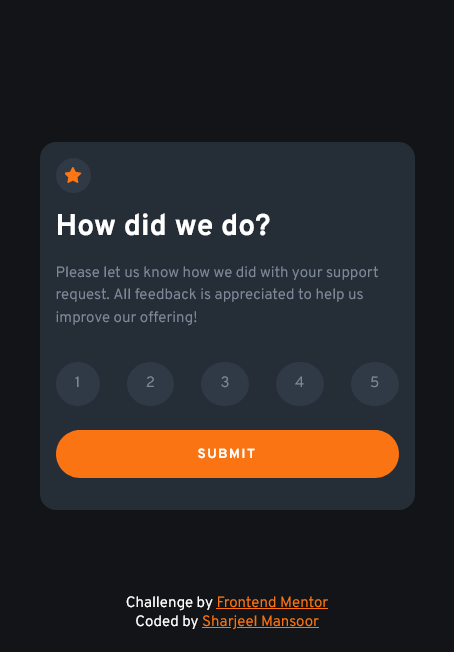 How did we do?
Please let us know how we did with your support
request. All feedback is appreciated to help us
improve our offering!
1 2 3 4 5
SUBMIT
Challenge by Frontend Mentor
Coded by Sharjeel Mansoor